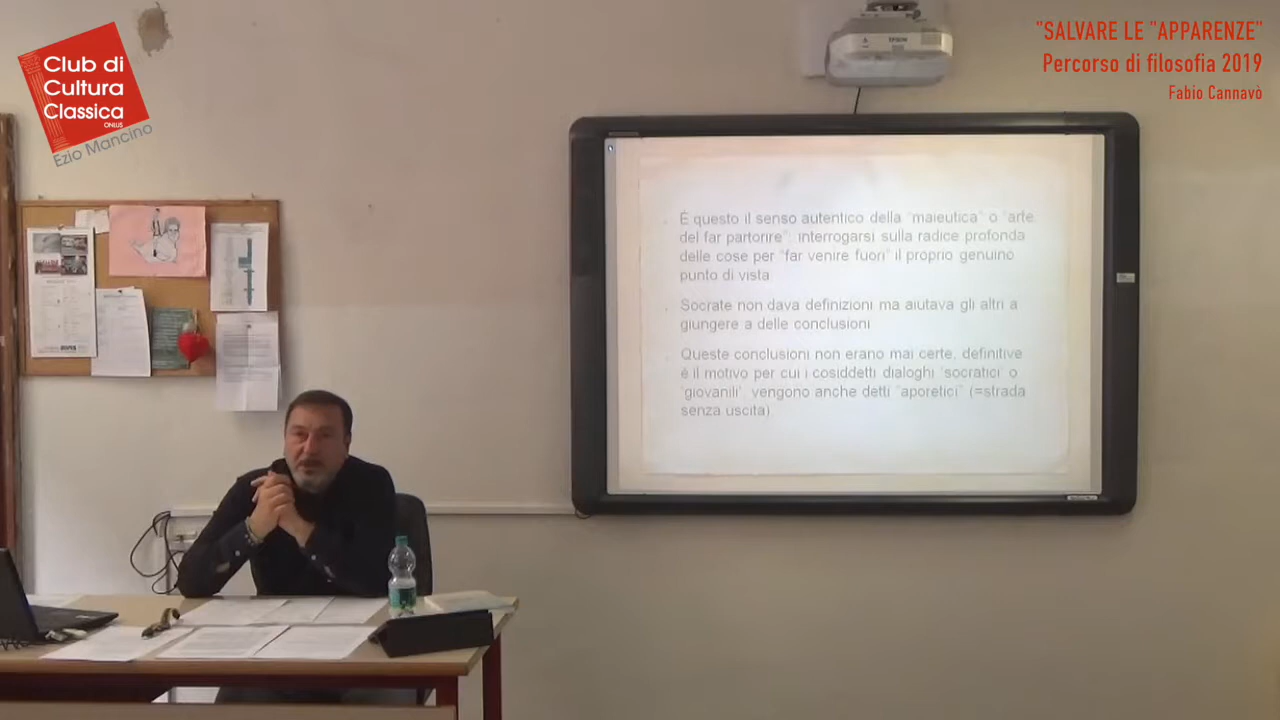 Club di
Cultura
Classica
ONLUS
Ezio Mancino
"SALVARE LE "APPARENZE"
Percorso di filosofia 2019
Fabio Cannavò
EPSON
È questo il senso autentico della “maieutica” o “arte
del far partorire”: interrogarsi sulla radice profonda
delle cose per “far venire fuori” il proprio genuino
punto di vista
Socrate non dava definizioni ma aiutava gli altri a
giungere a delle conclusioni
Queste conclusioni non erano mai certe, definitive
è il motivo per cui i cosiddetti dialoghi “socratici” o
“giovanili” vengono anche detti “aporetici” (=strada
senza uscita)